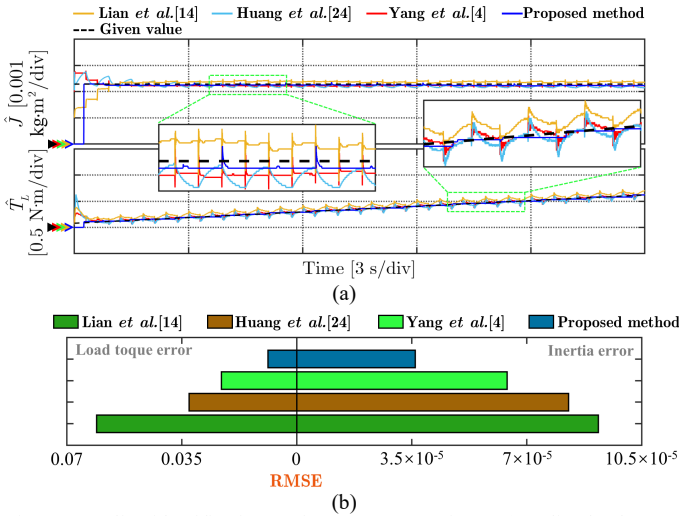 Lian et al.[14] Huang et al.[24] Yang et al.[4] Proposed method
Given value
Ĵ [0.001
kg·m²/div]
T̂_L
[0.5 N·m/div]
Time [3 s/div]
(a)
Lian et al.[14] Huang et al.[24] Yang et al.[4] Proposed method
Load toque error Inertia error
0.07 0.035 0 3.5×10⁻⁵ 7×10⁻⁵ 10.5×10⁻⁵
RMSE
(b)